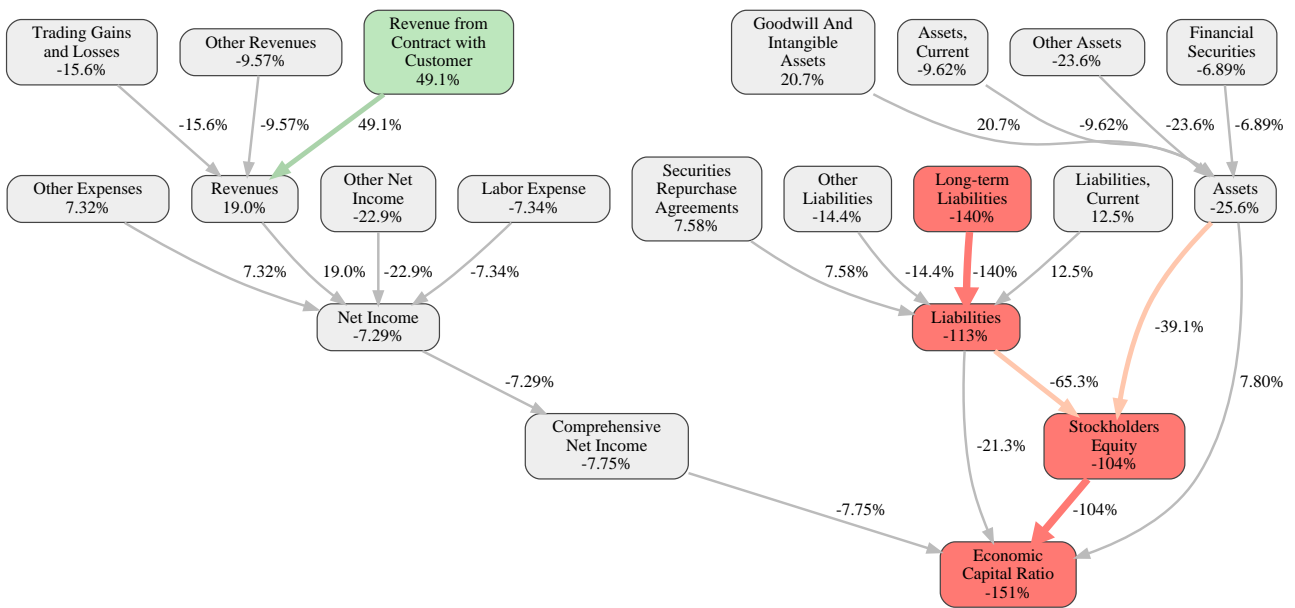 Trading Gains
and Losses
-15.6%
Other Revenues
-9.57%
Revenue from
Contract with
Customer
49.1%
Goodwill And
Intangible
Assets
20.7%
Assets,
Current
-9.62%
Other Assets
-23.6%
Financial
Securities
-6.89%
-15.6%
-9.57%
49.1%
20.7%
-9.62%
-23.6%
-6.89%
Other Expenses
7.32%
Revenues
19.0%
Other Net
Income
-22.9%
Labor Expense
-7.34%
Securities
Repurchase
Agreements
7.58%
Other
Liabilities
-14.4%
Long-term
Liabilities
-140%
Liabilities,
Current
12.5%
Assets
-25.6%
7.32%
19.0%
-22.9%
-7.34%
7.58%
-14.4%
-140%
12.5%
Net Income
-7.29%
Liabilities
-113%
-39.1%
-7.29%
-65.3%
7.80%
Comprehensive
Net Income
-7.75%
-21.3%
Stockholders
Equity
-104%
-7.75%
-104%
Economic
Capital Ratio
-151%